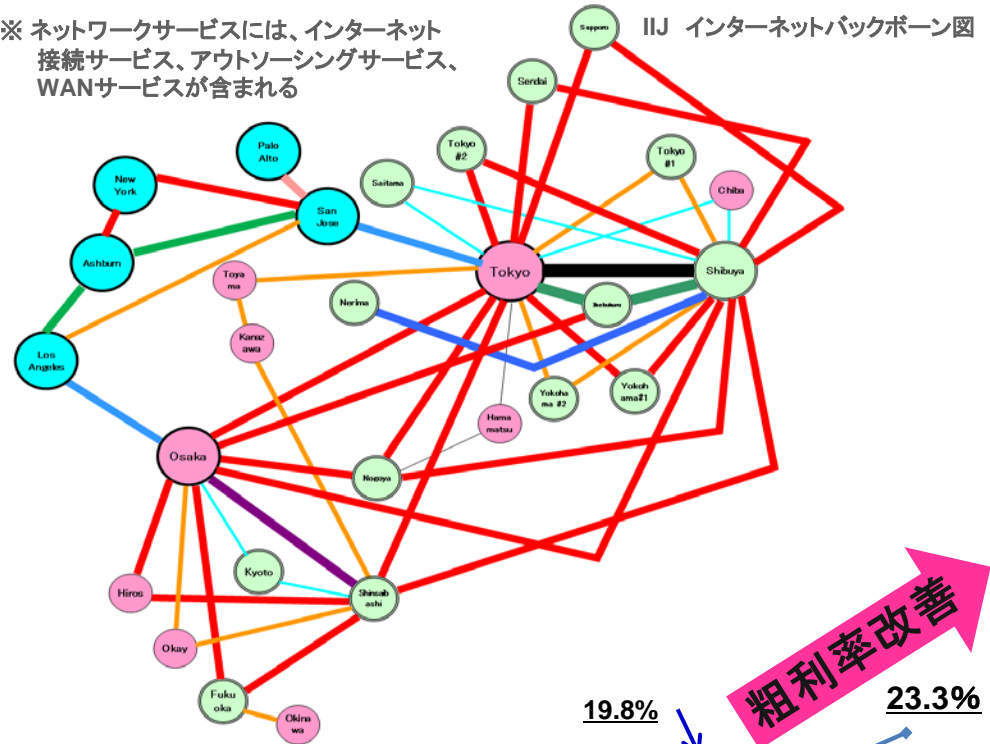 ※ ネットワークサービスには、インターネット
接続サービス、アウトソーシングサービス、
WANサービスが含まれる
IIJ インターネットバックボーン図
Sapporo
Sendai
Tokyo
#2
Tokyo
#1
Palo
Alto
New
York
Saitama
Chiba
San
Jose
Ashburn
Tokyo
Shibuya
Toya
ma
Nerima
Kanaz
awa
Los
Angeles
Yokoha
ma #2
Yokoh
ama#1
Hama
matsu
Osaka
Nagoya
Kyoto
Hiros
Shinsaib
ashi
Okay
Fuku
oka
Okina
wa
粗利率改善
19.8%
23.3%